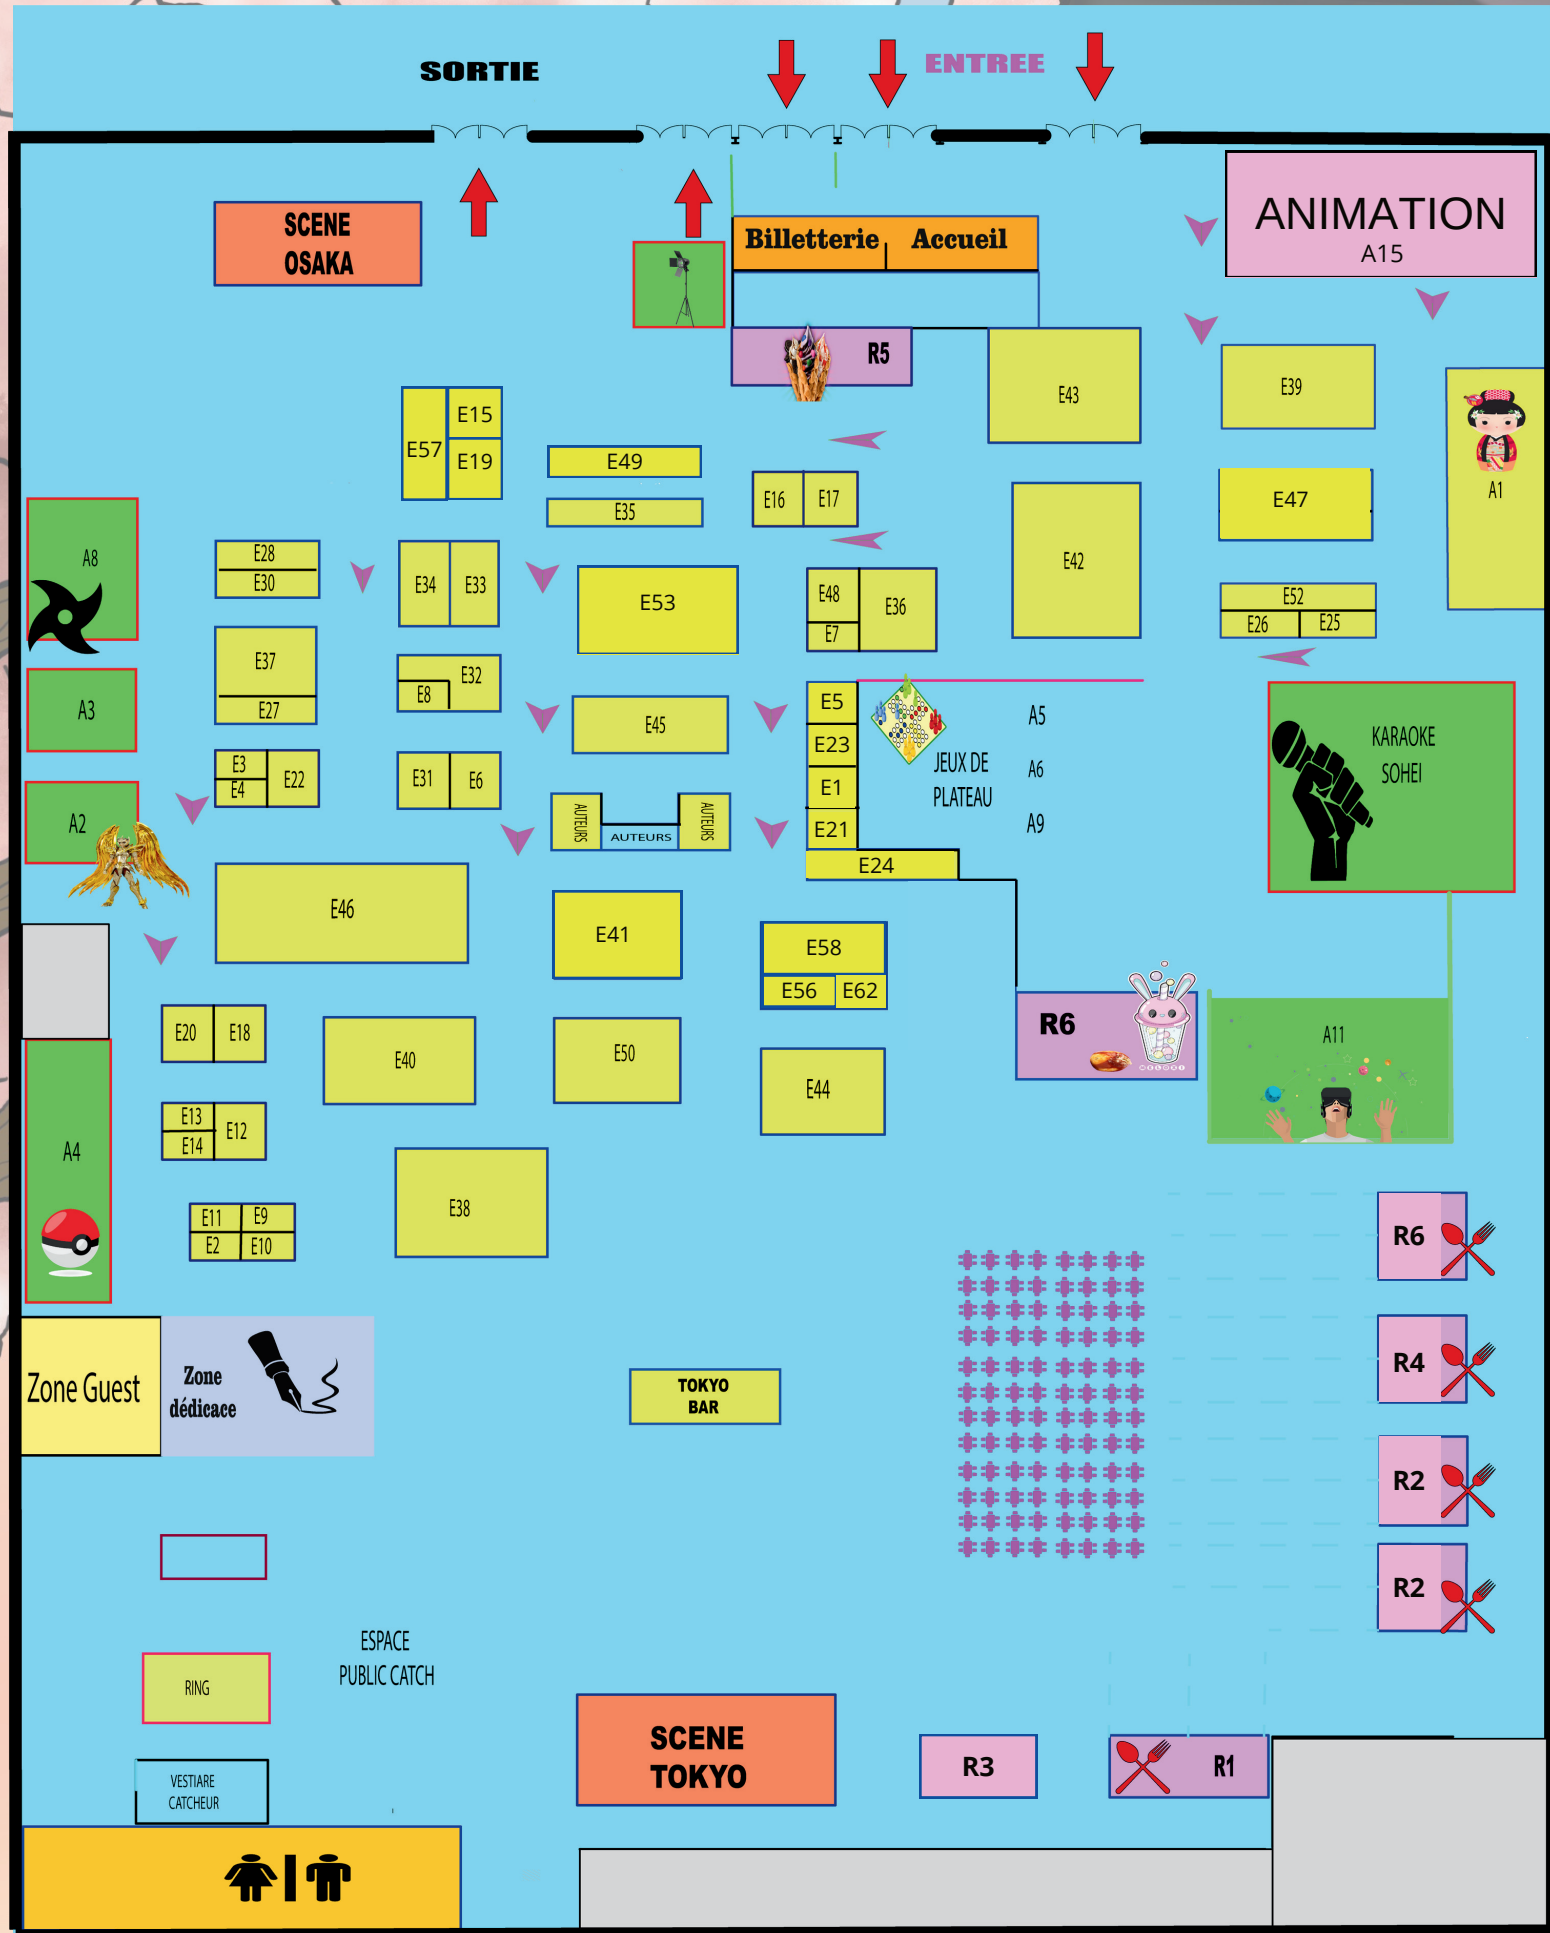 SORTIE
ENTREE
SCENE
OSAKA
Billetterie
Accueil
ANIMATION
A15
R5
E43
E39
A1
E57
E15
E19
E49
E35
E16
E17
E42
E47
A8
E28
E30
E34
E33
E53
E48
E7
E36
E52
E26
E25
E37
E27
E32
E8
E45
A3
E5
E23
E1
E21
E24
JEUX DE
PLATEAU
A5
A6
A9
KARAOKE
SOHEI
E3
E4
E22
E31
E6
A2
AUTEURS
AUTEURS
AUTEURS
E46
E41
E58
E56
E62
E20
E18
E40
E50
E44
R6
MELOKI
A11
E13
E14
E12
A4
E11
E9
E2
E10
E38
R6
R4
R2
R2
Zone Guest
Zone
dédicace
TOKYO
BAR
ESPACE
PUBLIC CATCH
RING
VESTIARE
CATCHEUR
SCENE
TOKYO
R3
R1